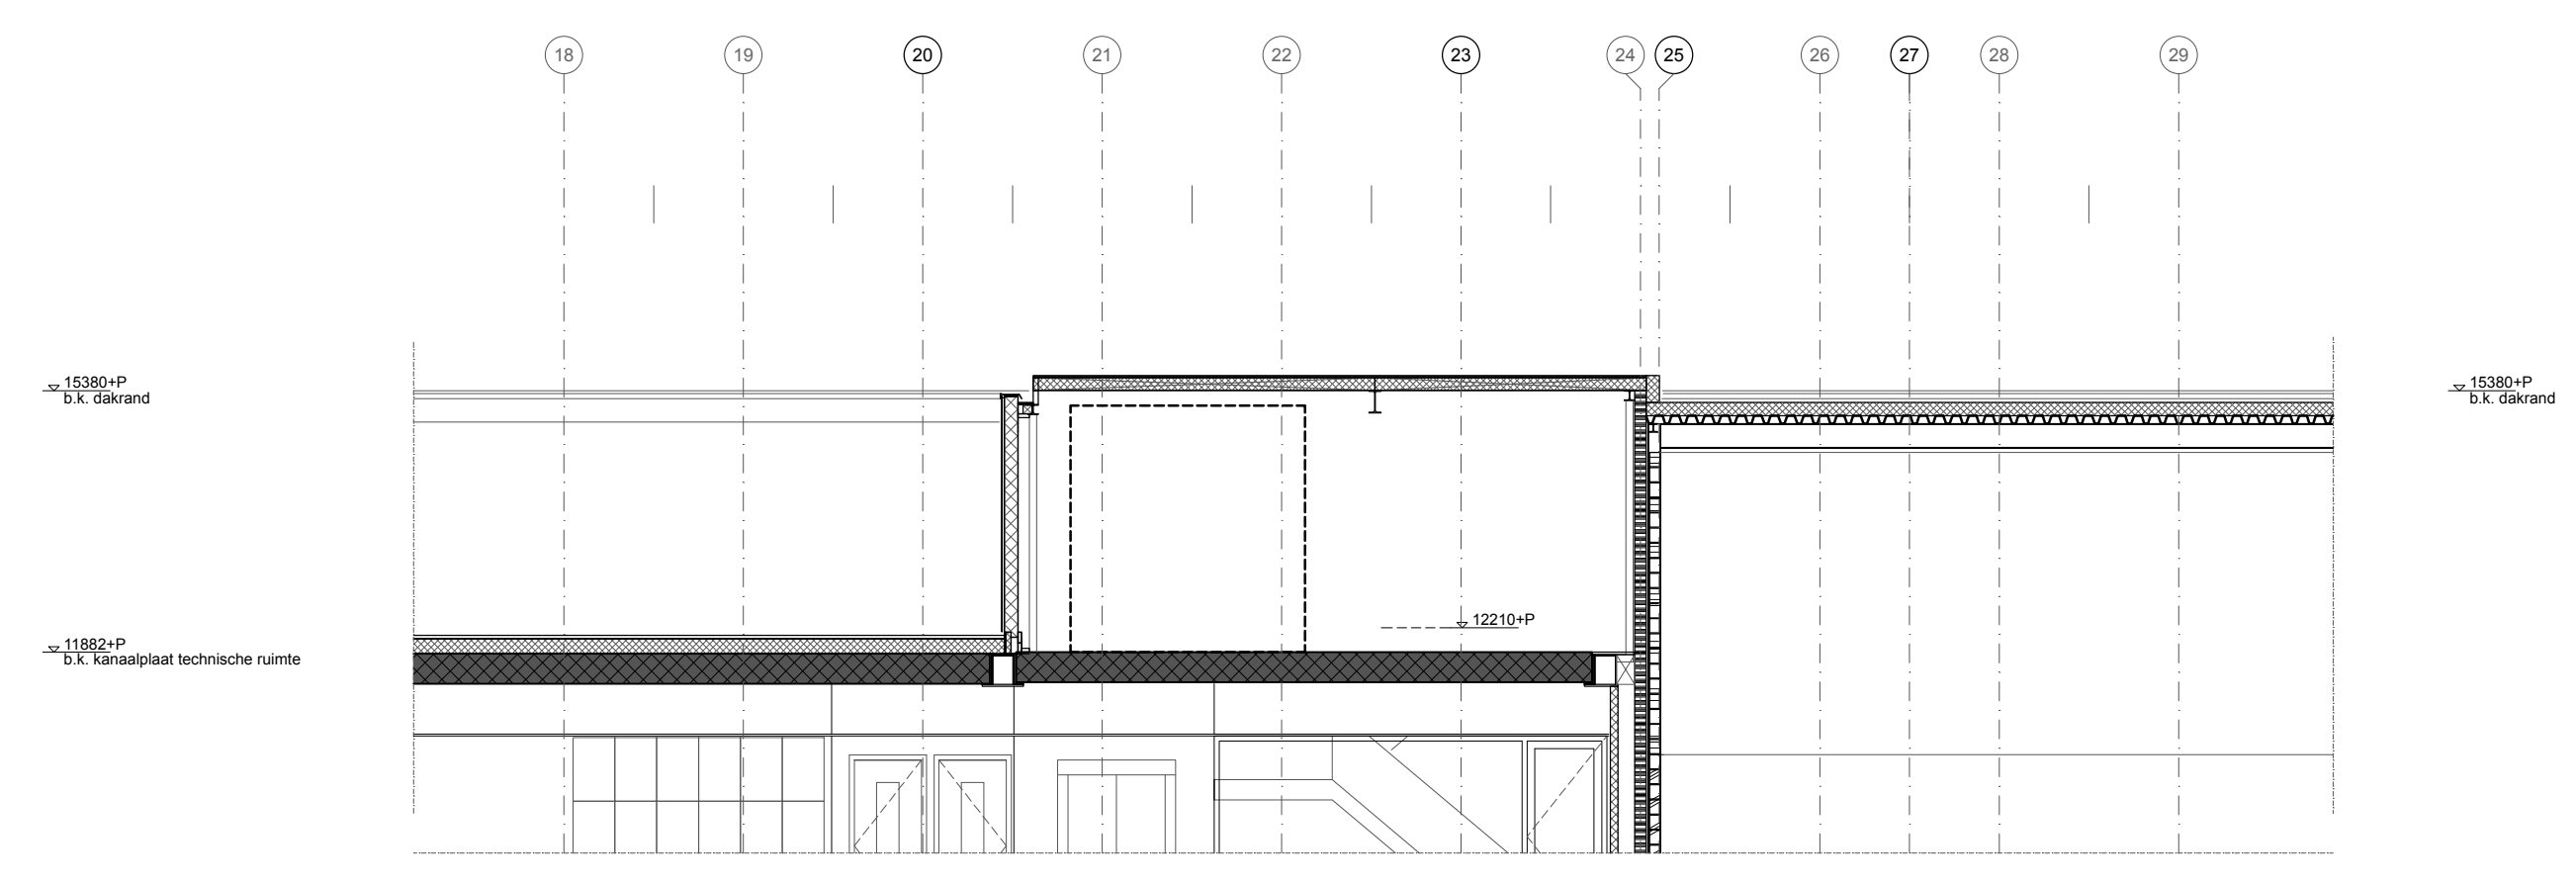 18 19 20 21 22 23 24 25 26 27 28 29
15380+P
b.k. dakrand
15380+P
b.k. dakrand
12210+P
11882+P
b.k. kanaalplaat technische ruimte